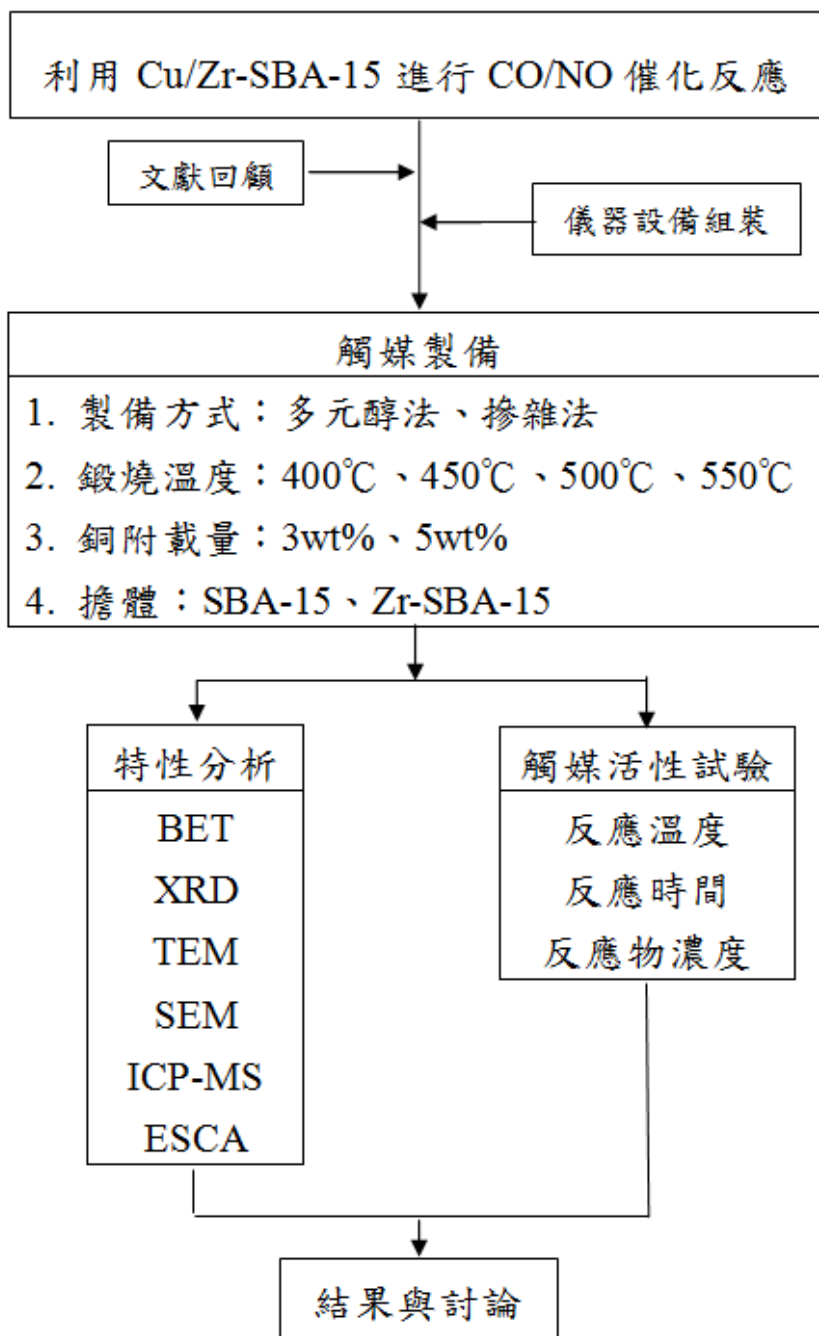 利用 Cu/Zr-SBA-15 進行 CO/NO 催化反應
文獻回顧
儀器設備組裝
觸媒製備
1. 製備方式：多元醇法、摻雜法
2. 鍛燒溫度：400℃、450℃、500℃、550℃
3. 銅附載量：3wt%、5wt%
4. 擔體：SBA-15、Zr-SBA-15
特性分析
BET
XRD
TEM
SEM
ICP-MS
ESCA
觸媒活性試驗
反應溫度
反應時間
反應物濃度
結果與討論